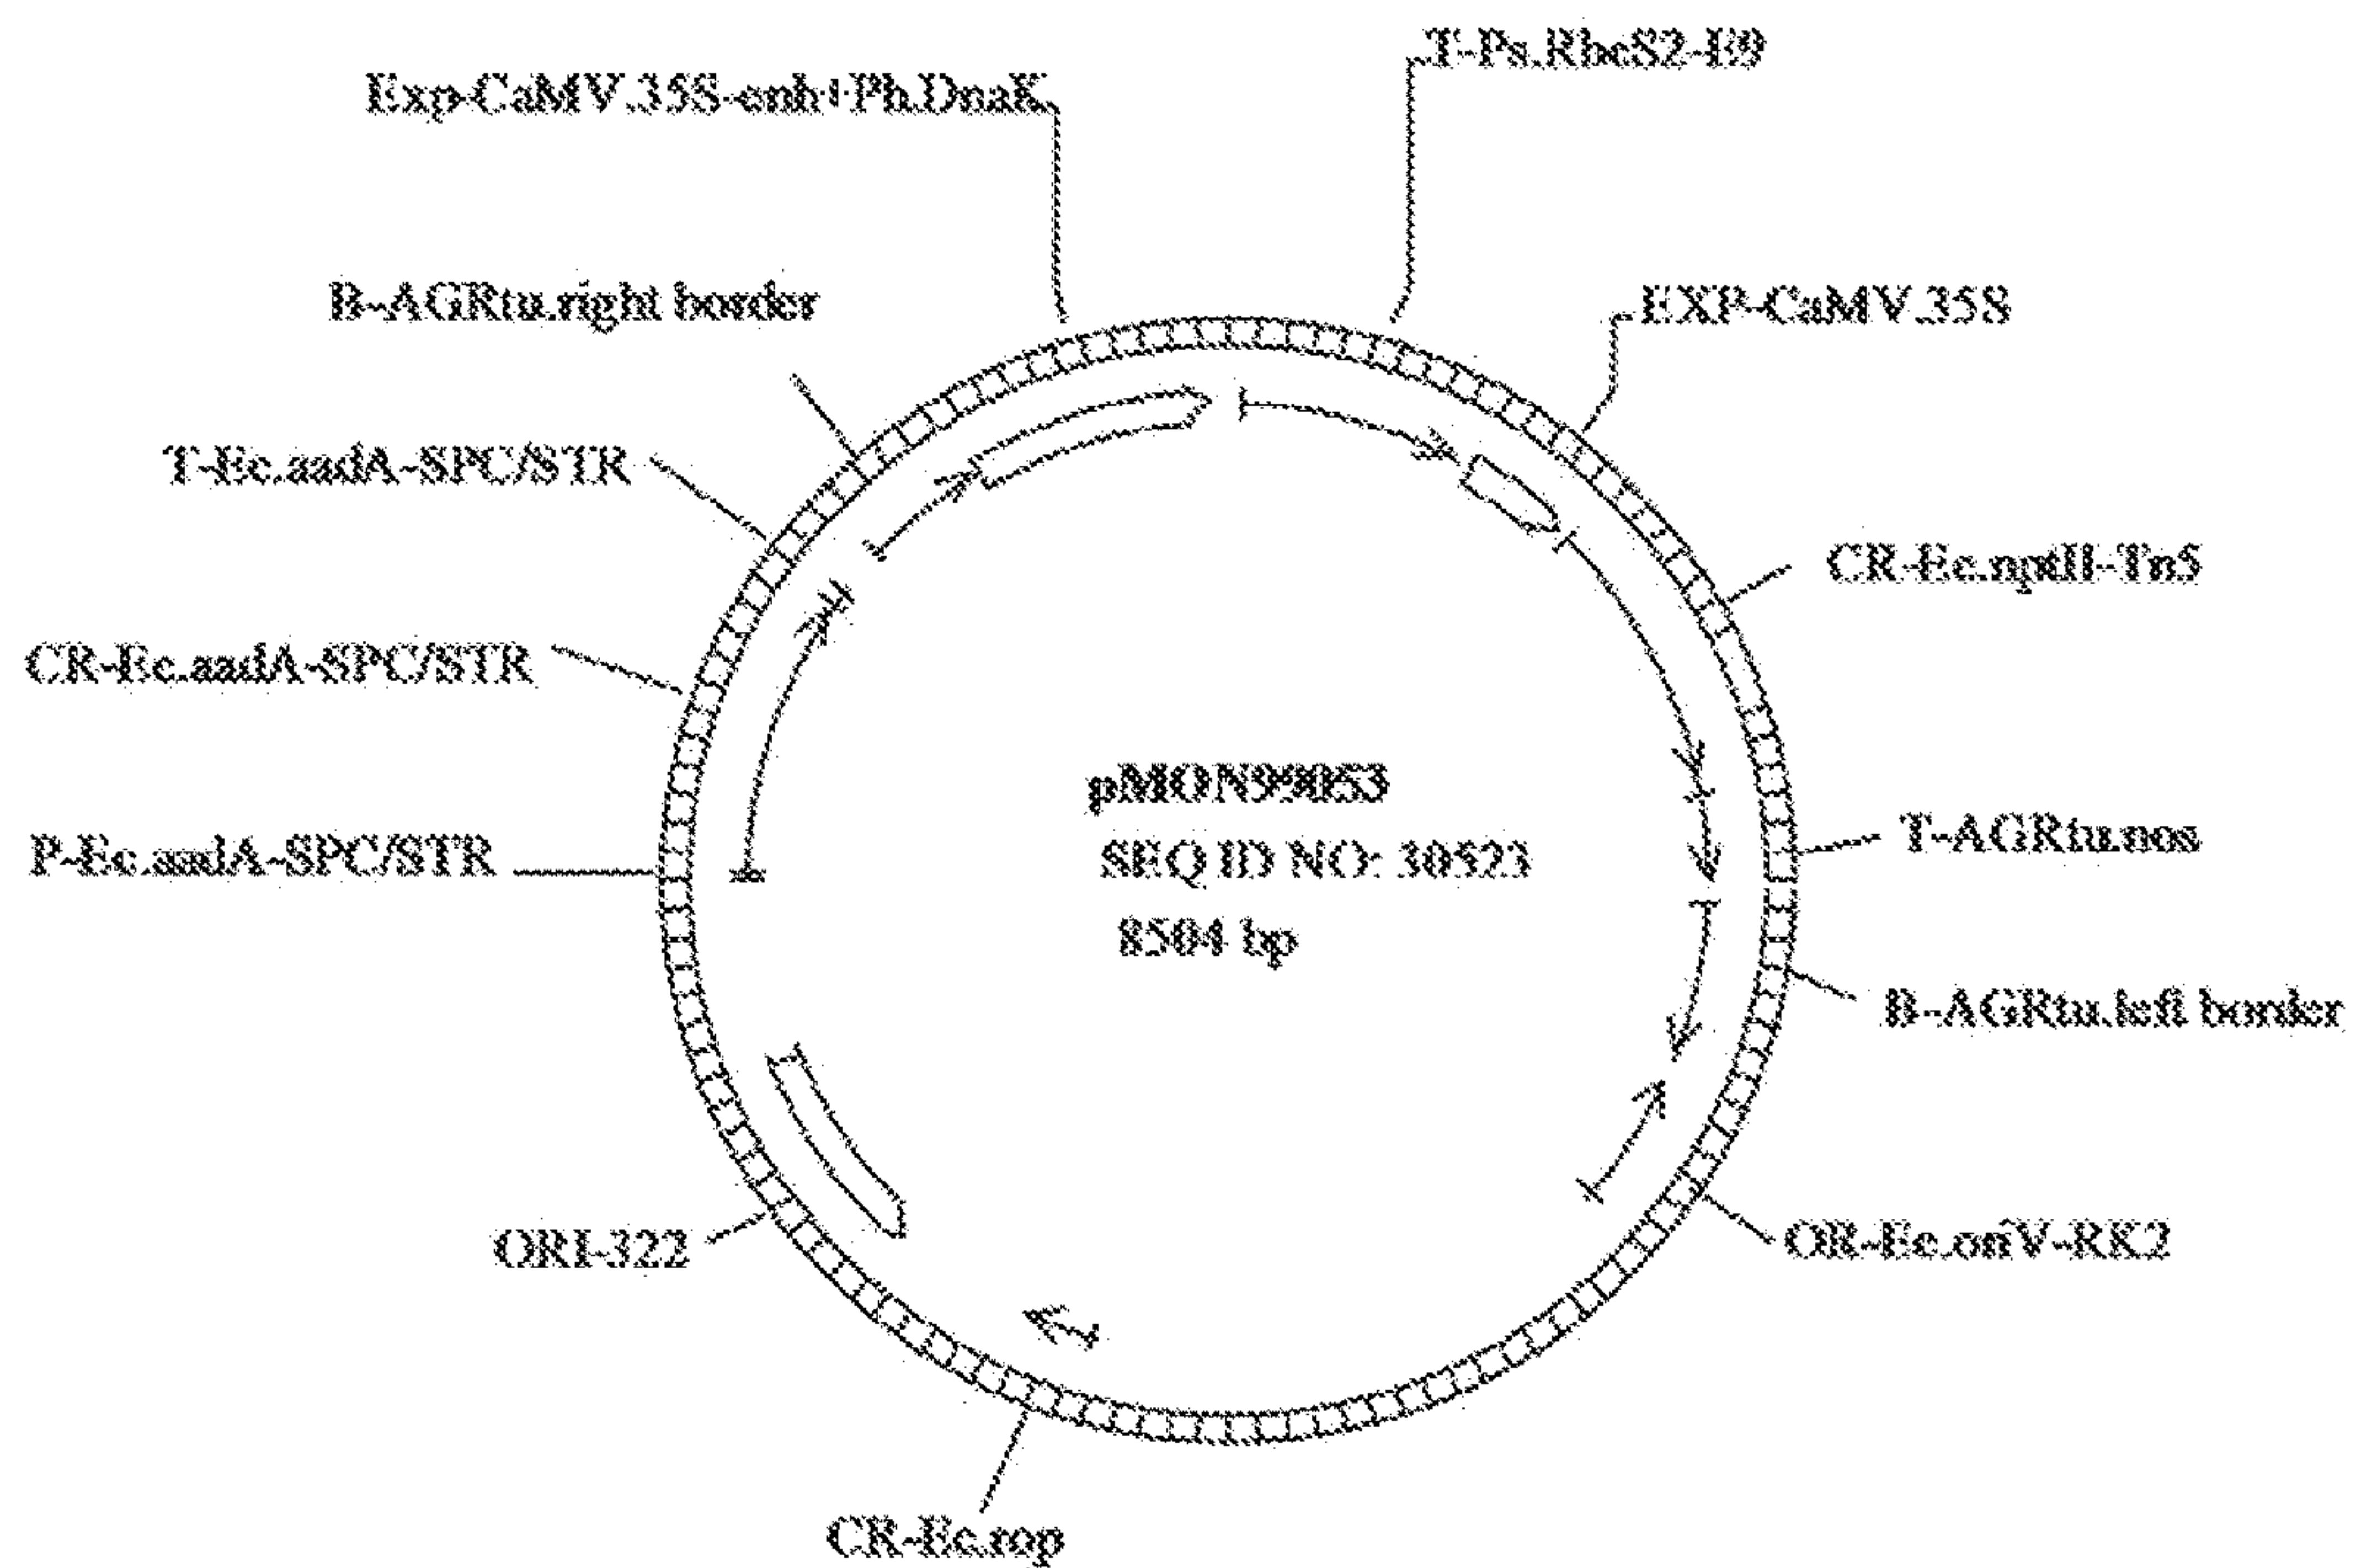 T-Ps.RbcS2-E9
Exp-CaMV.35S-enh+Ph.DnaK
B-AGRtu.right border
EXP-CaMV.35S
T-Ec.aadA-SPC/STR
CR-Ec.nptII-Tn5
CR-Ec.aadA-SPC/STR
pMON99053
SEQ ID NO: 30523
8504 bp
P-Ec.aadA-SPC/STR
T-AGRtu.nos
B-AGRtu.left border
ORI-322
OR-Ec.oriV-RK2
CR-Ec.rop